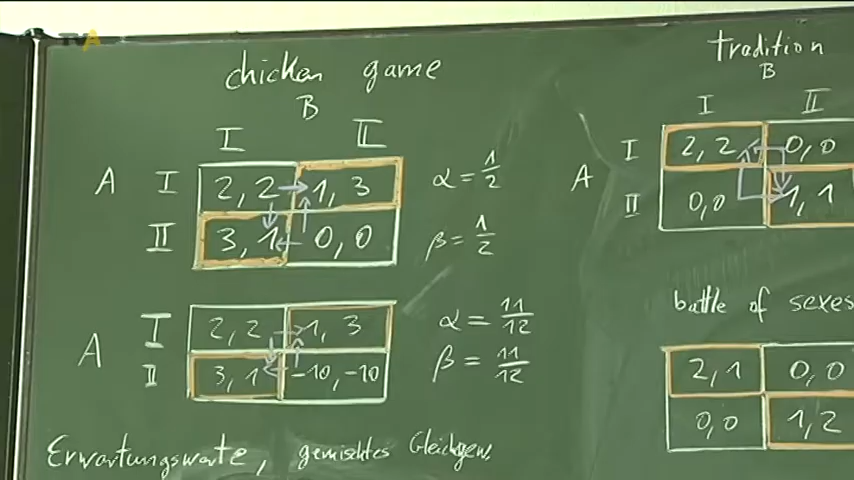 TVA
chicken game
B
I II
A I 2, 2 1, 3 α = 1/2
II 3, 1 0, 0 β = 1/2
A I 2, 2 1, 3 α = 11/12
II 3, 1 -10, -10 β = 11/12
Erwartungswerte, gemischtes Gleichgew.
tradition
B
I II
A I 2, 2 0, 0
II 0,0 1, 1
battle of sexes
2, 1 0, 0
0,0 1, 2